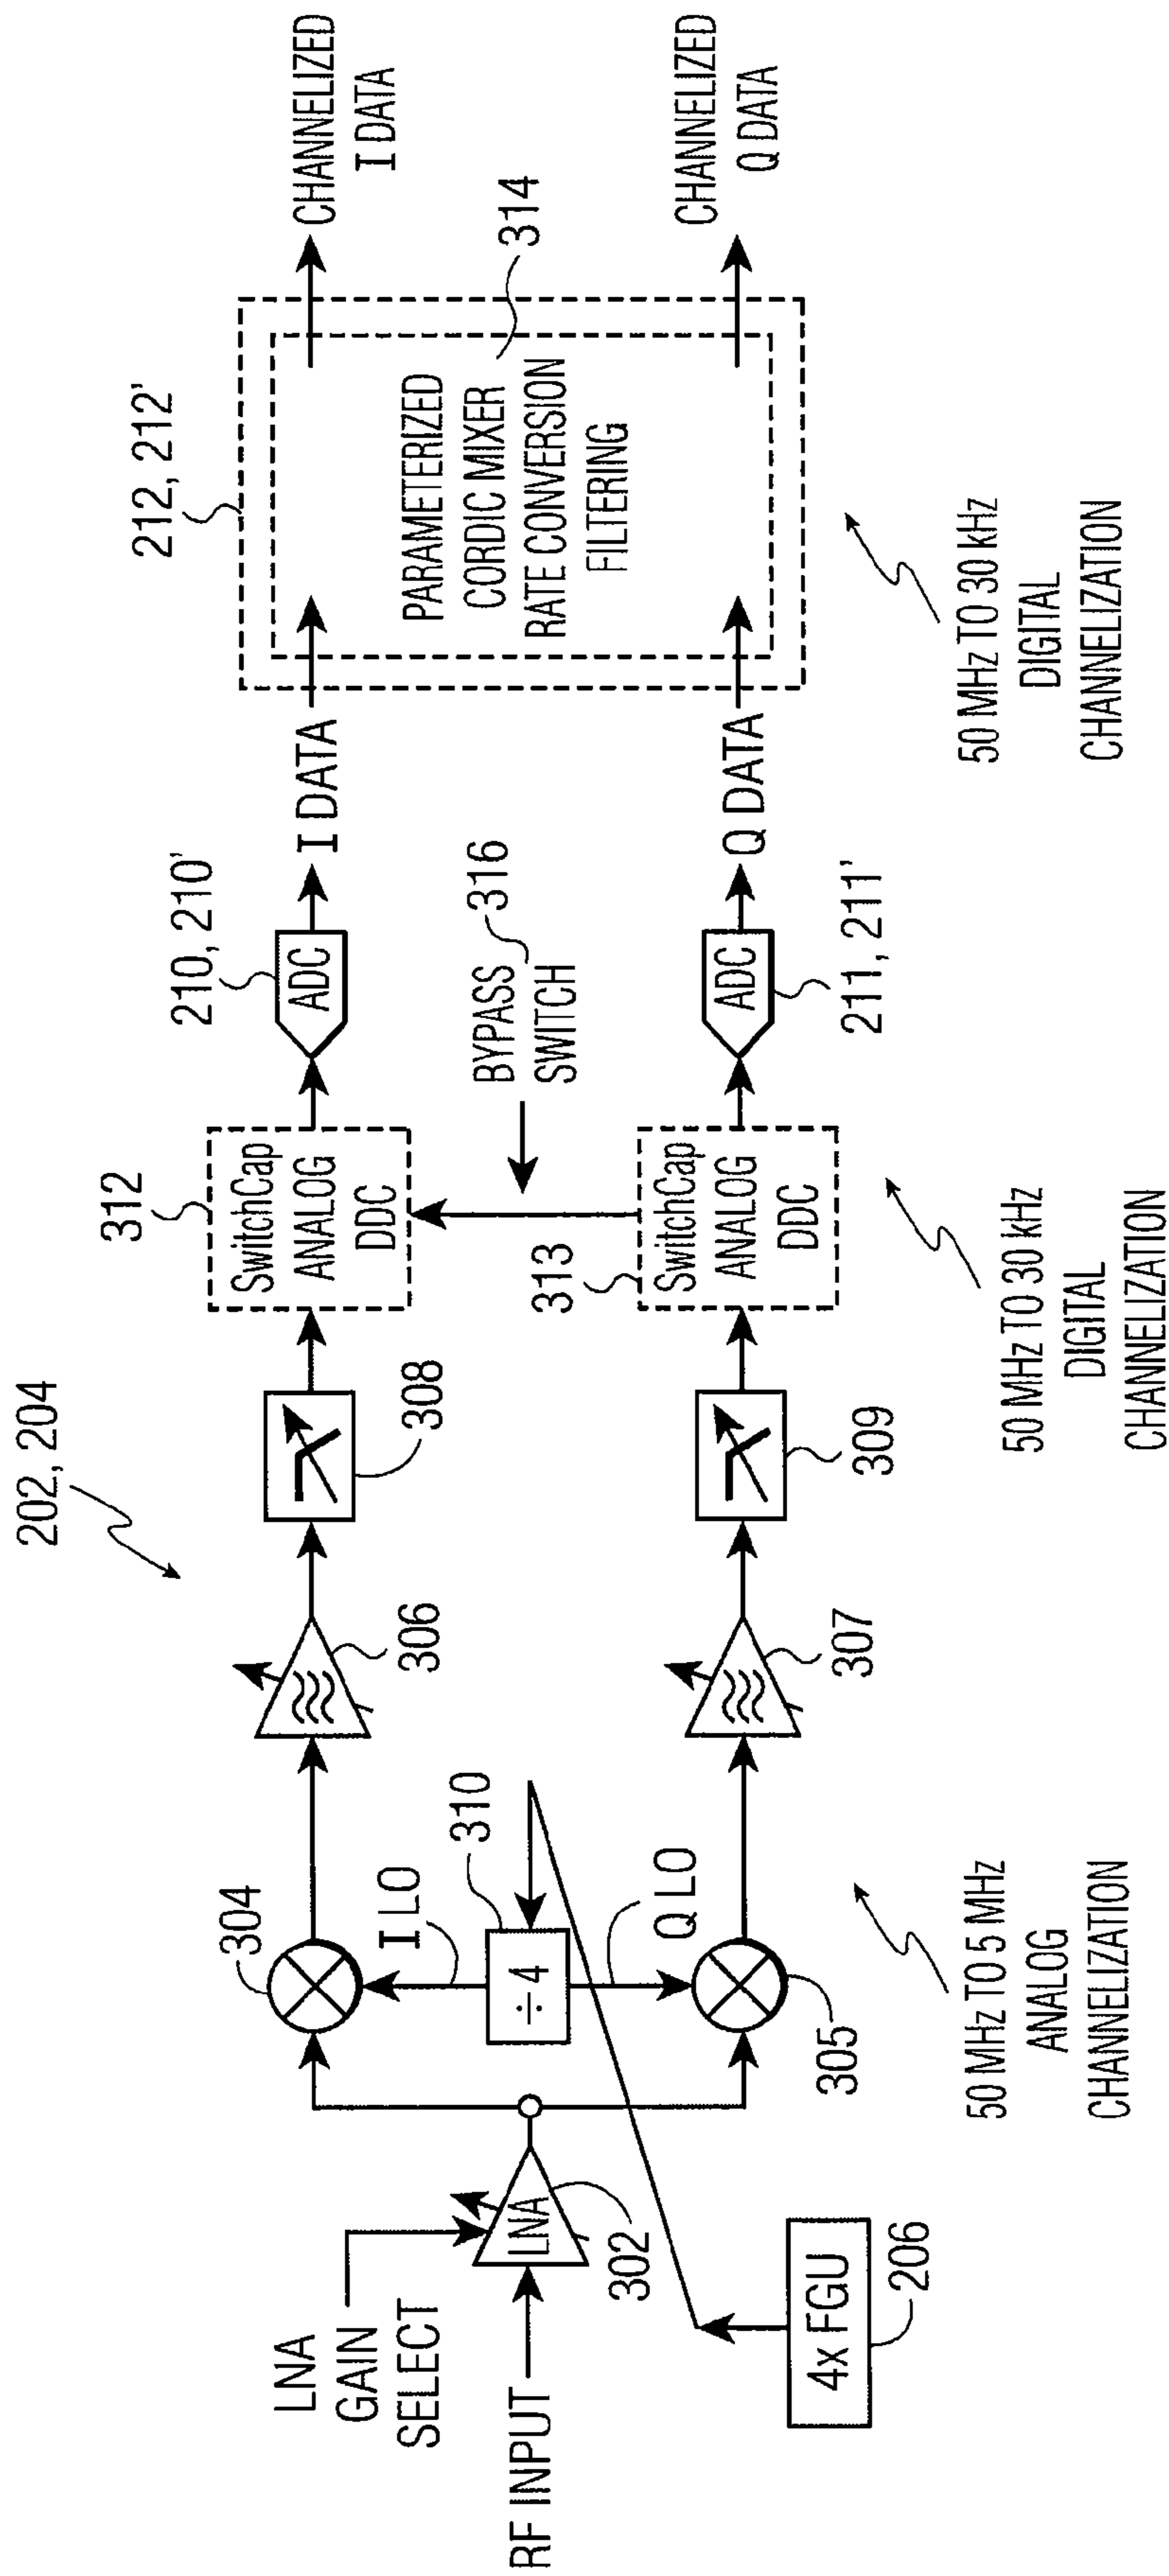 202, 204
LNA
GAIN
SELECT
RF INPUT
LNA
302
4x FGU
206
304
I LO
÷ 4
310
Q LO
305
306
307
308
309
312
SwitchCap
ANALOG
DDC
313
SwitchCap
ANALOG
DDC
BYPASS
SWITCH
316
210, 210'
ADC
I DATA
211, 211'
ADC
Q DATA
212, 212'
PARAMETERIZED
CORDIC MIXER
RATE CONVERSION
FILTERING
314
CHANNELIZED
I DATA
CHANNELIZED
Q DATA
50 MHz TO 5 MHz
ANALOG
CHANNELIZATION
50 MHz TO 30 kHz
DIGITAL
CHANNELIZATION
50 MHz TO 30 kHz
DIGITAL
CHANNELIZATION